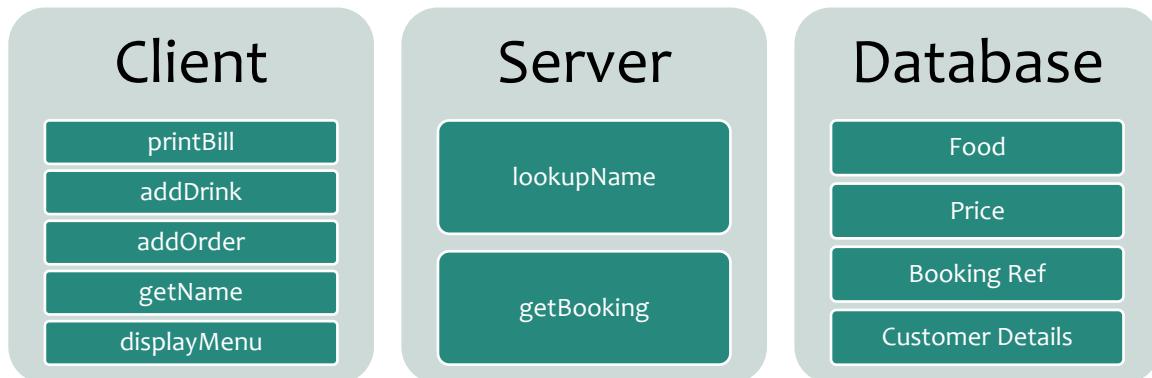 Client
printBill
addDrink
addOrder
getName
displayMenu
Server
lookupName
getBooking
Database
Food
Price
Booking Ref
Customer Details